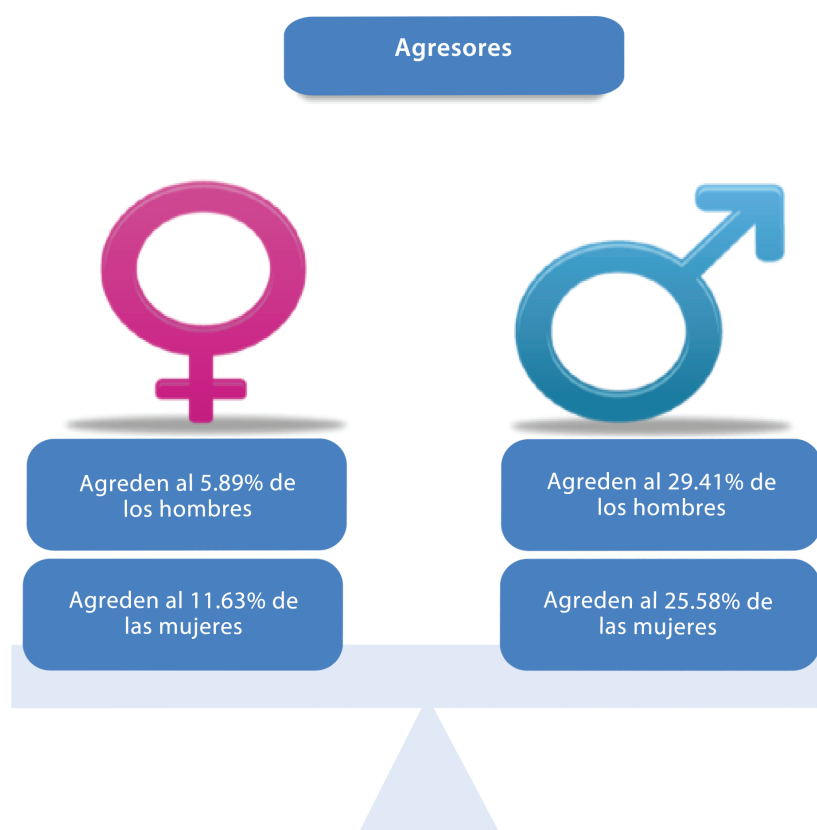 Agresores
Agreden al 5.89% de
los hombres
Agreden al 11.63% de
las mujeres
Agreden al 29.41% de
los hombres
Agreden al 25.58% de
las mujeres